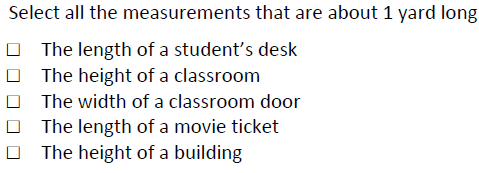 Select all the measurements that are about 1 yard long
☐ The length of a student's desk
☐ The height of a classroom
☐ The width of a classroom door
☐ The length of a movie ticket
☐ The height of a building